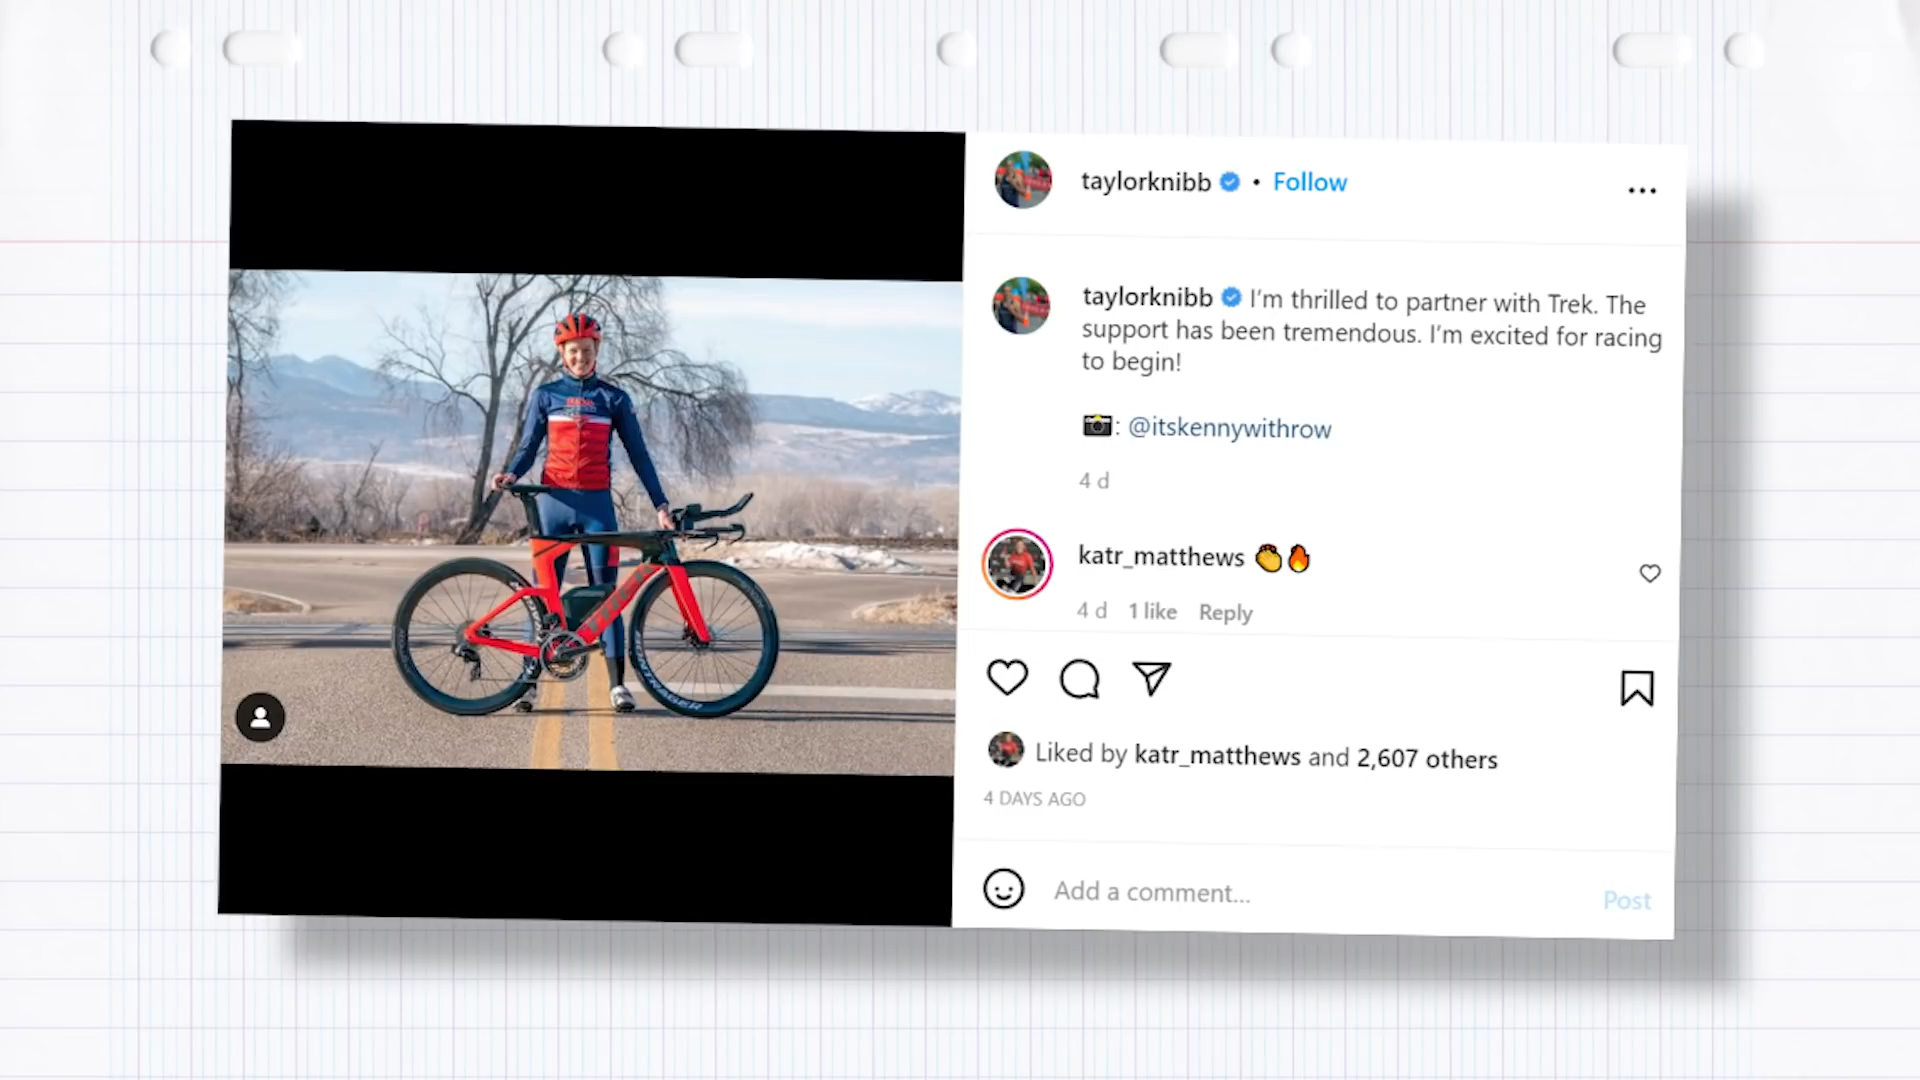 taylorknibb • Follow
taylorknibb I'm thrilled to partner with Trek. The
support has been tremendous. I'm excited for racing
to begin!
: @itskennywithrow
4 d
katr_matthews 👏🔥
4 d 1 like Reply
Liked by katr_matthews and 2,607 others
4 DAYS AGO
Add a comment...
Post
TREK
BONTRAGER